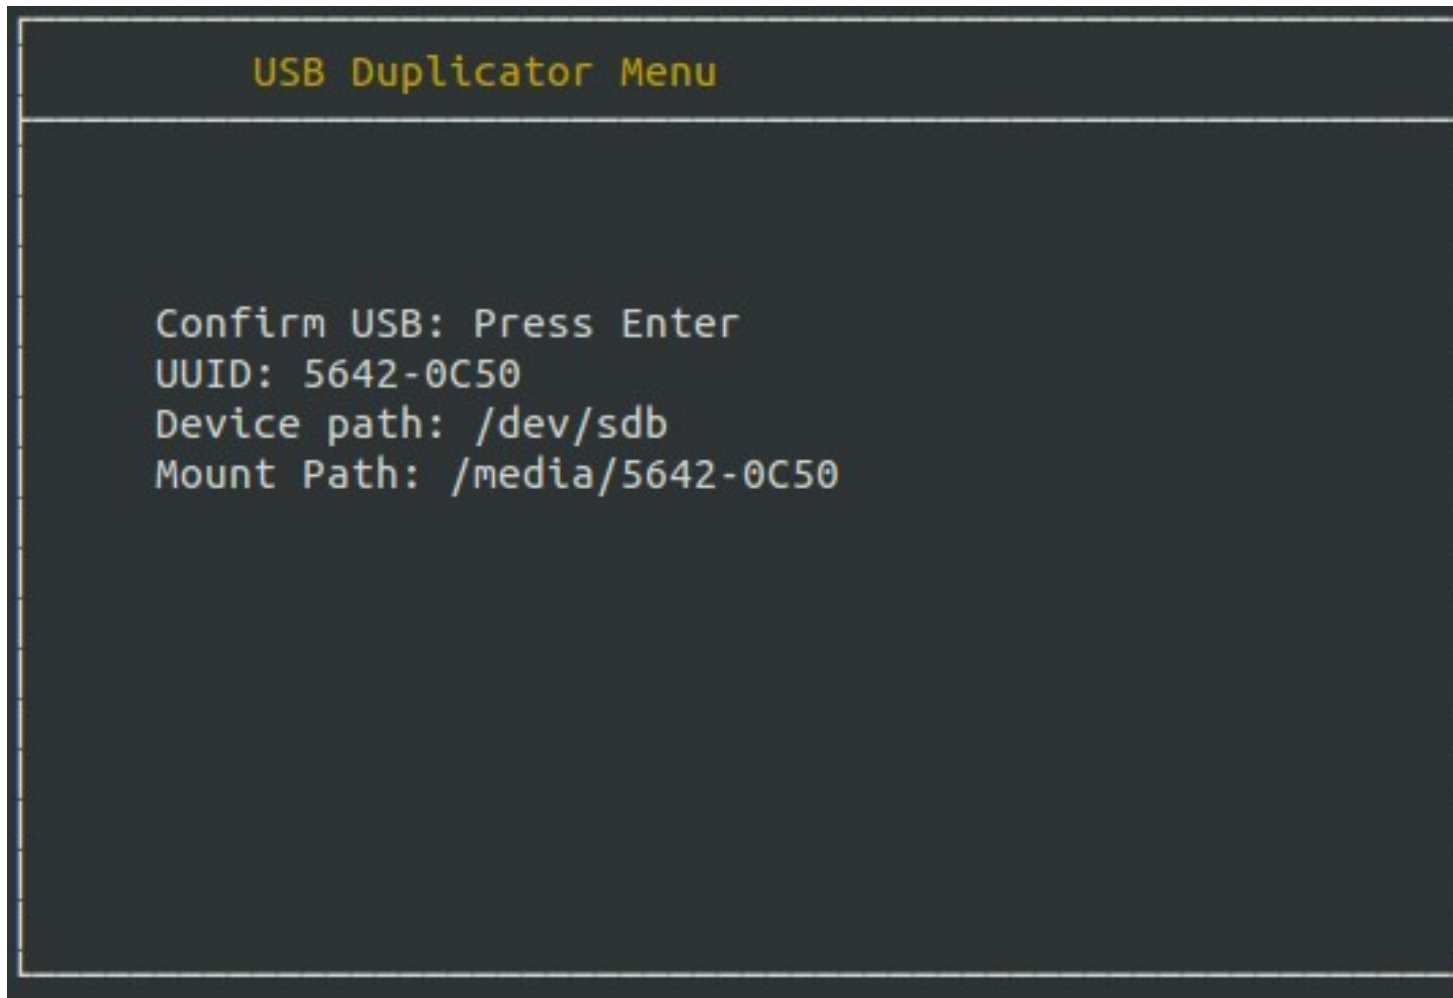 USB Duplicator Menu
Confirm USB: Press Enter
UUID: 5642-0C50
Device path: /dev/sdb
Mount Path: /media/5642-0C50